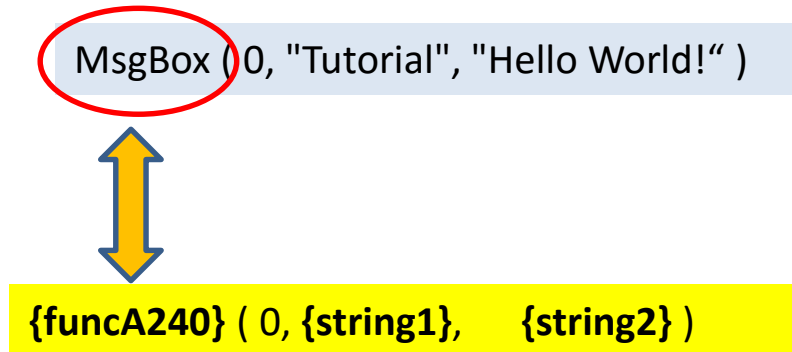 MsgBox ( 0, "Tutorial", "Hello World!“ )
{funcA240} ( 0, {string1}, {string2} )